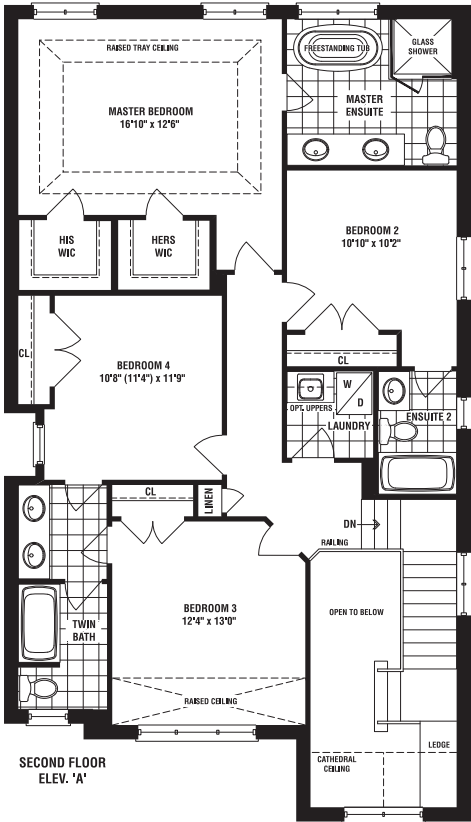 RAISED TRAY CEILING
FREESTANDING TUB
GLASS
SHOWER
MASTER BEDROOM
16'10" x 12'6"
MASTER
ENSUITE
HIS
WIC
HERS
WIC
BEDROOM 2
10'10" x 10'2"
CL
BEDROOM 4
10'8" (11'4") x 11'9"
CL
W
D
OPT. UPPERS
LAUNDRY
ENSUITE 2
CL
LINEN
DN
RAILING
BEDROOM 3
12'4" x 13'0"
OPEN TO BELOW
TWIN
BATH
RAISED CEILING
LEDGE
CATHEDRAL
CEILING
SECOND FLOOR
ELEV. 'A'